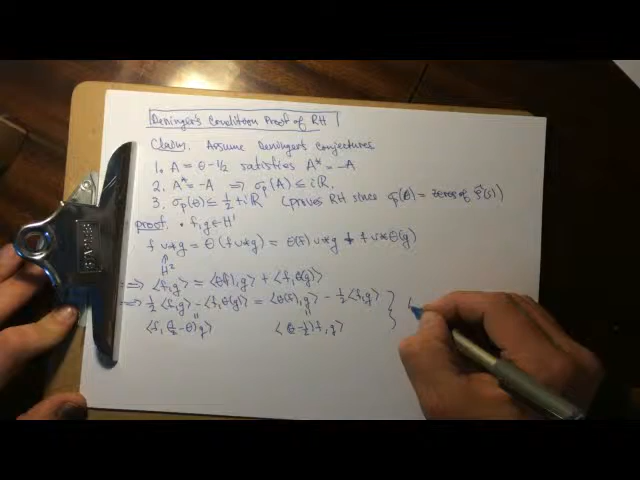 Deninger's Condition Proof of RH
Claim. Assume Deninger's Conjectures
1. A = θ-1/2 satisfies A* = -A
2. A* = -A ⇒ σp(A) ⊆ iℝ.
3. σp(θ) ⊆ 1/2 + iℝ (proves RH since σp(θ) = zeros of ξ(s))
proof. • f,g ∈ H¹
f ∪ *g = θ(f ∪ *g) = θ(f) ∪ *g + f ∪ *θ(g)
↑
H²
⇒ ⟨f,g⟩ = ⟨θ(f),g⟩ + ⟨f,θ(g)⟩
⇒ 1/2⟨f,g⟩ - ⟨f,θ(g)⟩ = ⟨θ(f),g⟩ - 1/2⟨f,g⟩ }
⟨f,(1/2-θ)g⟩ ⟨(θ-1/2)f,g⟩